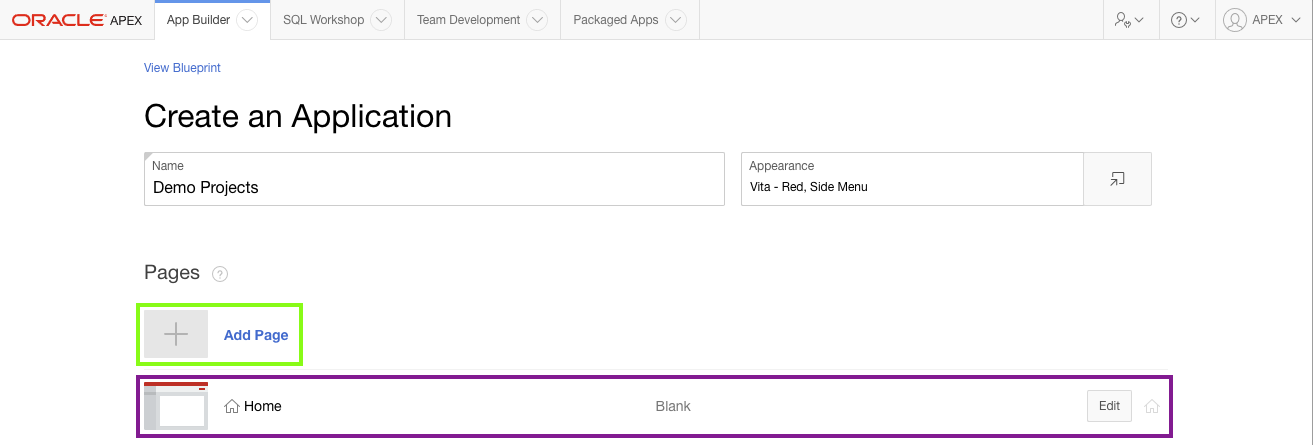 ORACLE APEX App Builder SQL Workshop Team Development Packaged Apps ? APEX
View Blueprint
Create an Application
Name
Demo Projects
Appearance
Vita - Red, Side Menu
Pages ?
Add Page
Home Blank Edit